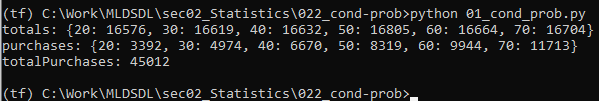 (tf) C:\Work\MLDSDL\sec02_Statistics\022_cond-prob>python 01_cond_prob.py
totals: {20: 16576, 30: 16619, 40: 16632, 50: 16805, 60: 16664, 70: 16704}
purchases: {20: 3392, 30: 4974, 40: 6670, 50: 8319, 60: 9944, 70: 11713}
totalPurchases: 45012
(tf) C:\Work\MLDSDL\sec02_Statistics\022_cond-prob>